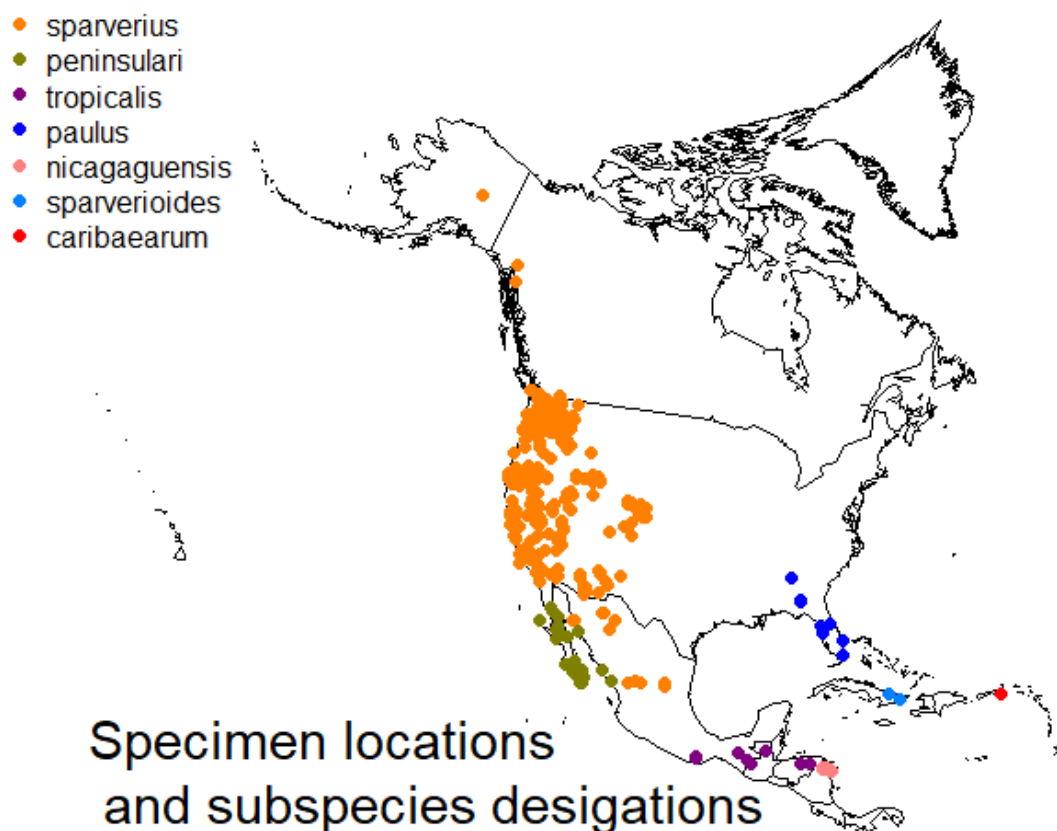 sparverius
peninsulari
tropicalis
paulus
nicagaguensis
sparverioides
caribaearum
Specimen locations
and subspecies desigations